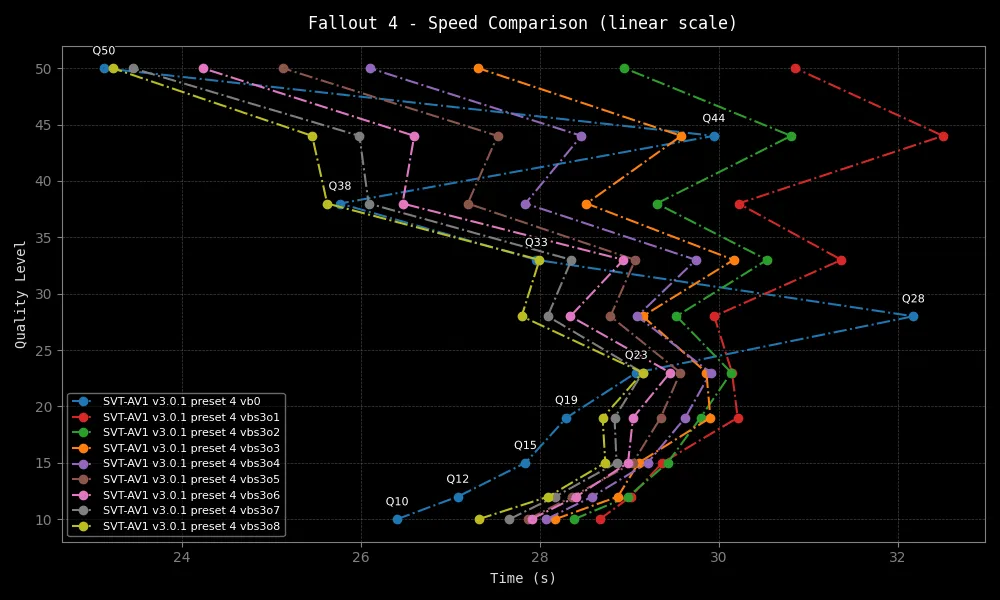 Fallout 4 - Speed Comparison (linear scale)
Q50
50
Q44
45
40
Q38
35
Q33
30
Q28
25
Q23
20
Q19
15
Q15
Q12
10
Q10
Quality Level
SVT-AV1 v3.0.1 preset 4 vb0
SVT-AV1 v3.0.1 preset 4 vbs3o1
SVT-AV1 v3.0.1 preset 4 vbs3o2
SVT-AV1 v3.0.1 preset 4 vbs3o3
SVT-AV1 v3.0.1 preset 4 vbs3o4
SVT-AV1 v3.0.1 preset 4 vbs3o5
SVT-AV1 v3.0.1 preset 4 vbs3o6
SVT-AV1 v3.0.1 preset 4 vbs3o7
SVT-AV1 v3.0.1 preset 4 vbs3o8
24 26 28 30 32
Time (s)